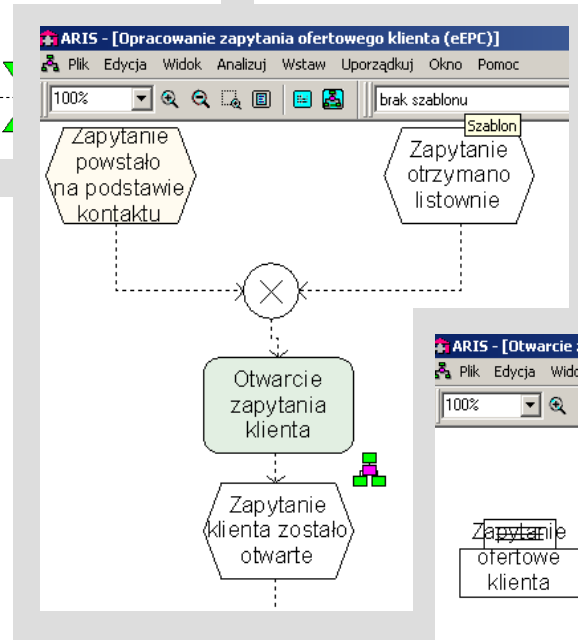 ARIS - [Opracowanie zapytania ofertowego klienta (eEPC)]
Plik Edycja Widok Analizuj Wstaw Uporządkuj Okno Pomoc
100%
brak szablonu
Szablon
Zapytanie
powstało
na podstawie
kontaktu
Zapytanie
otrzymano
listownie
Otwarcie
zapytania
klienta
Zapytanie
klienta zostało
otwarte
ARIS - [Otwarcie
Plik Edycja
100%
Zapytanie
ofertowe
klienta